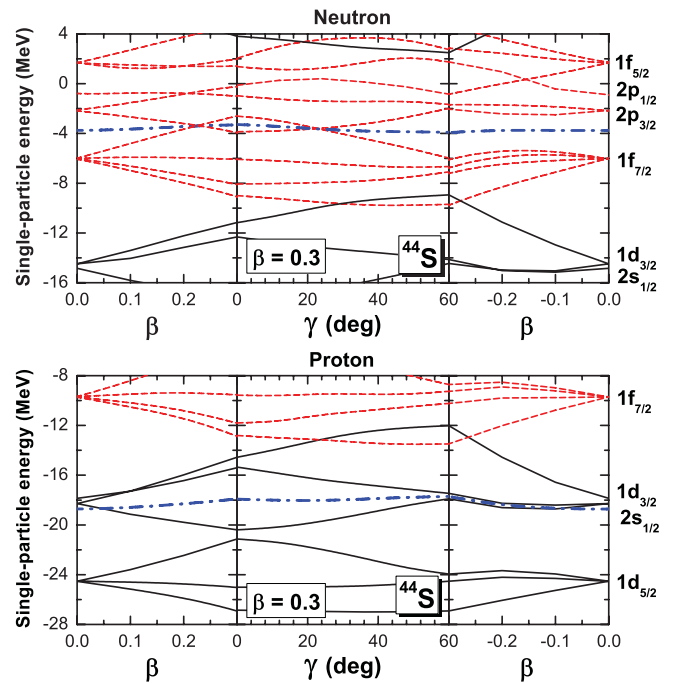 Neutron
Single-particle energy (MeV)
4
0
-4
-8
-12
-16
1f5/2
2p1/2
2p3/2
1f7/2
1d3/2
2s1/2
β = 0.3
44S
0.0 0.1 0.2 0 20 40 60 -0.2 -0.1 0.0
β γ (deg) β
Proton
Single-particle energy (MeV)
-8
-12
-16
-20
-24
-28
1f7/2
1d3/2
2s1/2
1d5/2
β = 0.3
44S
0.0 0.1 0.2 0 20 40 60 -0.2 -0.1 0.0
β γ (deg) β